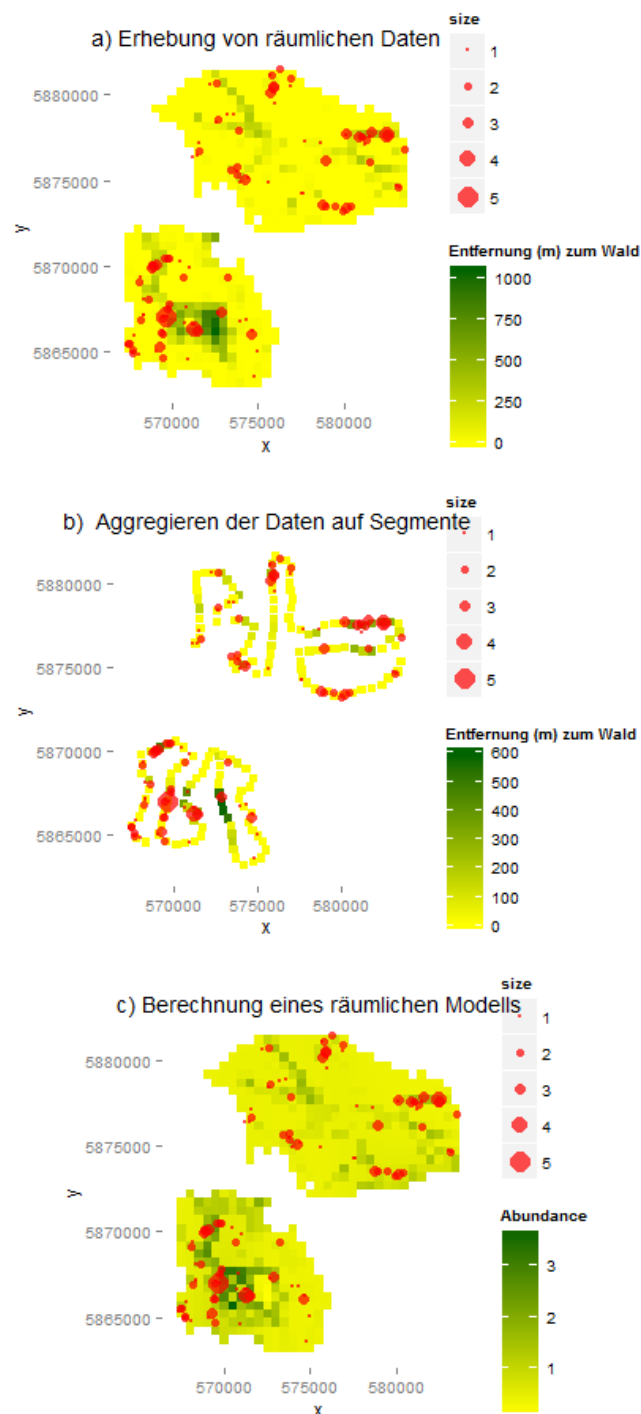 size
a) Erhebung von räumlichen Daten
1
2
3
4
5
5880000
5875000
5870000
5865000
y
Entfernung (m) zum Wald
1000
750
500
250
0
570000 575000 580000
x
size
b) Aggregieren der Daten auf Segmente
1
2
3
4
5
5880000
5875000
5870000
5865000
y
Entfernung (m) zum Wald
600
500
400
300
200
100
0
570000 575000 580000
x
size
c) Berechnung eines räumlichen Modells
1
2
3
4
5
5880000
5875000
5870000
5865000
y
Abundance
3
2
1
570000 575000 580000
x